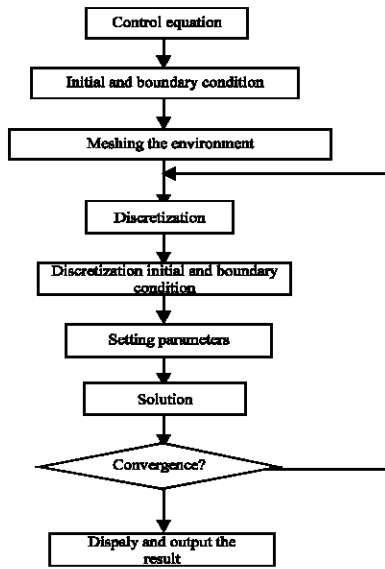 Control equation
Initial and boundary condition
Meshing the environment
Discretization
Discretization initial and boundary
condition
Setting parameters
Solution
Convergence?
Dispaly and output the
result